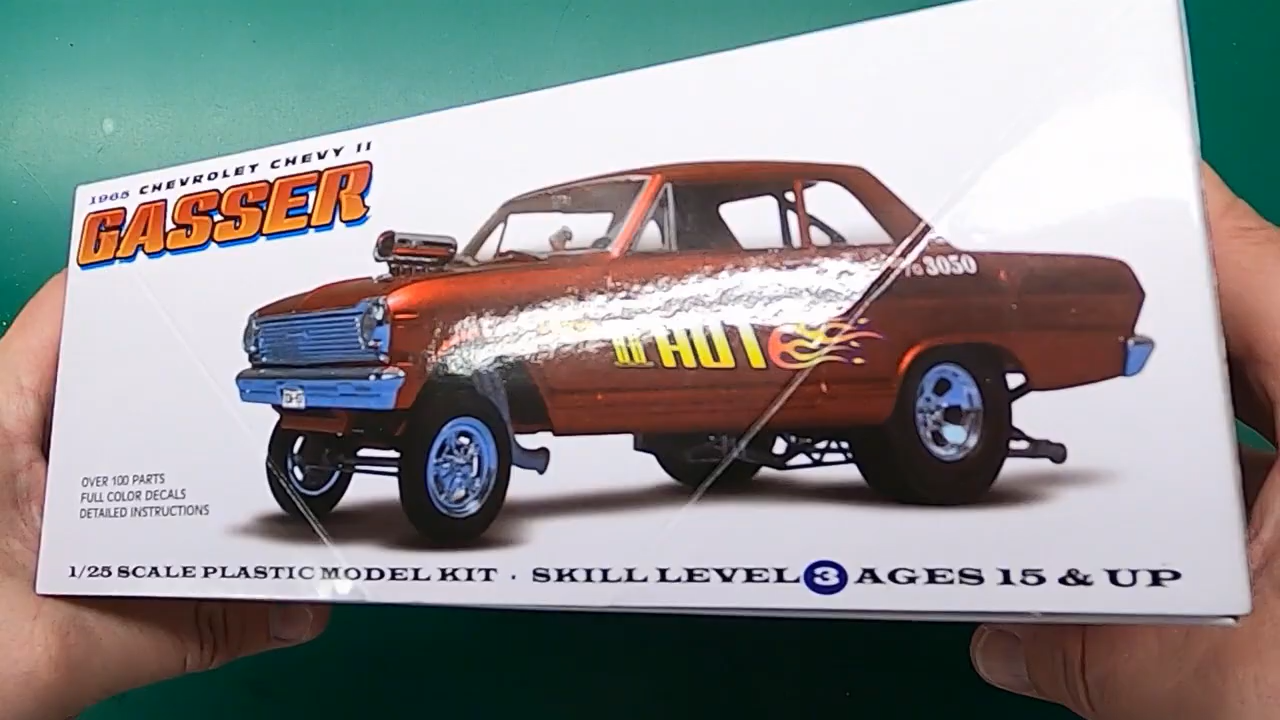 1965 CHEVROLET CHEVY II
GASSER
3050
HOT
OVER 100 PARTS
FULL COLOR DECALS
DETAILED INSTRUCTIONS
1/25 SCALE PLASTIC MODEL KIT · SKILL LEVEL 3 AGES 15 & UP